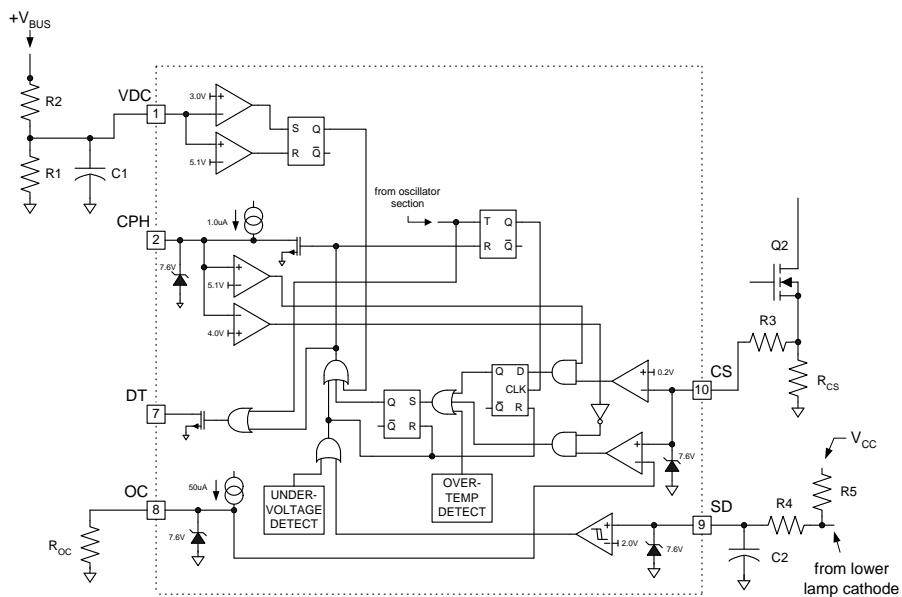 +VBUS
R2
R1
C1
VDC
1
3.0V
+
−
+
5.1V
−
S Q
R Q̅
CPH
2
1.0uA
7.6V
+
5.1V
−
−
4.0V
+
from oscillator
section
T Q
R Q̅
Q2
R3
RCS
CS
10
+
0.2V
−
Q D
CLK
Q̅ R
Q S
Q̅ R
DT
7
+
−
7.6V
VCC
R5
R4
SD
9
OC
8
50uA
7.6V
ROC
UNDER-
VOLTAGE
DETECT
OVER-
TEMP
DETECT
+
−
2.0V
7.6V
C2
from lower
lamp cathode